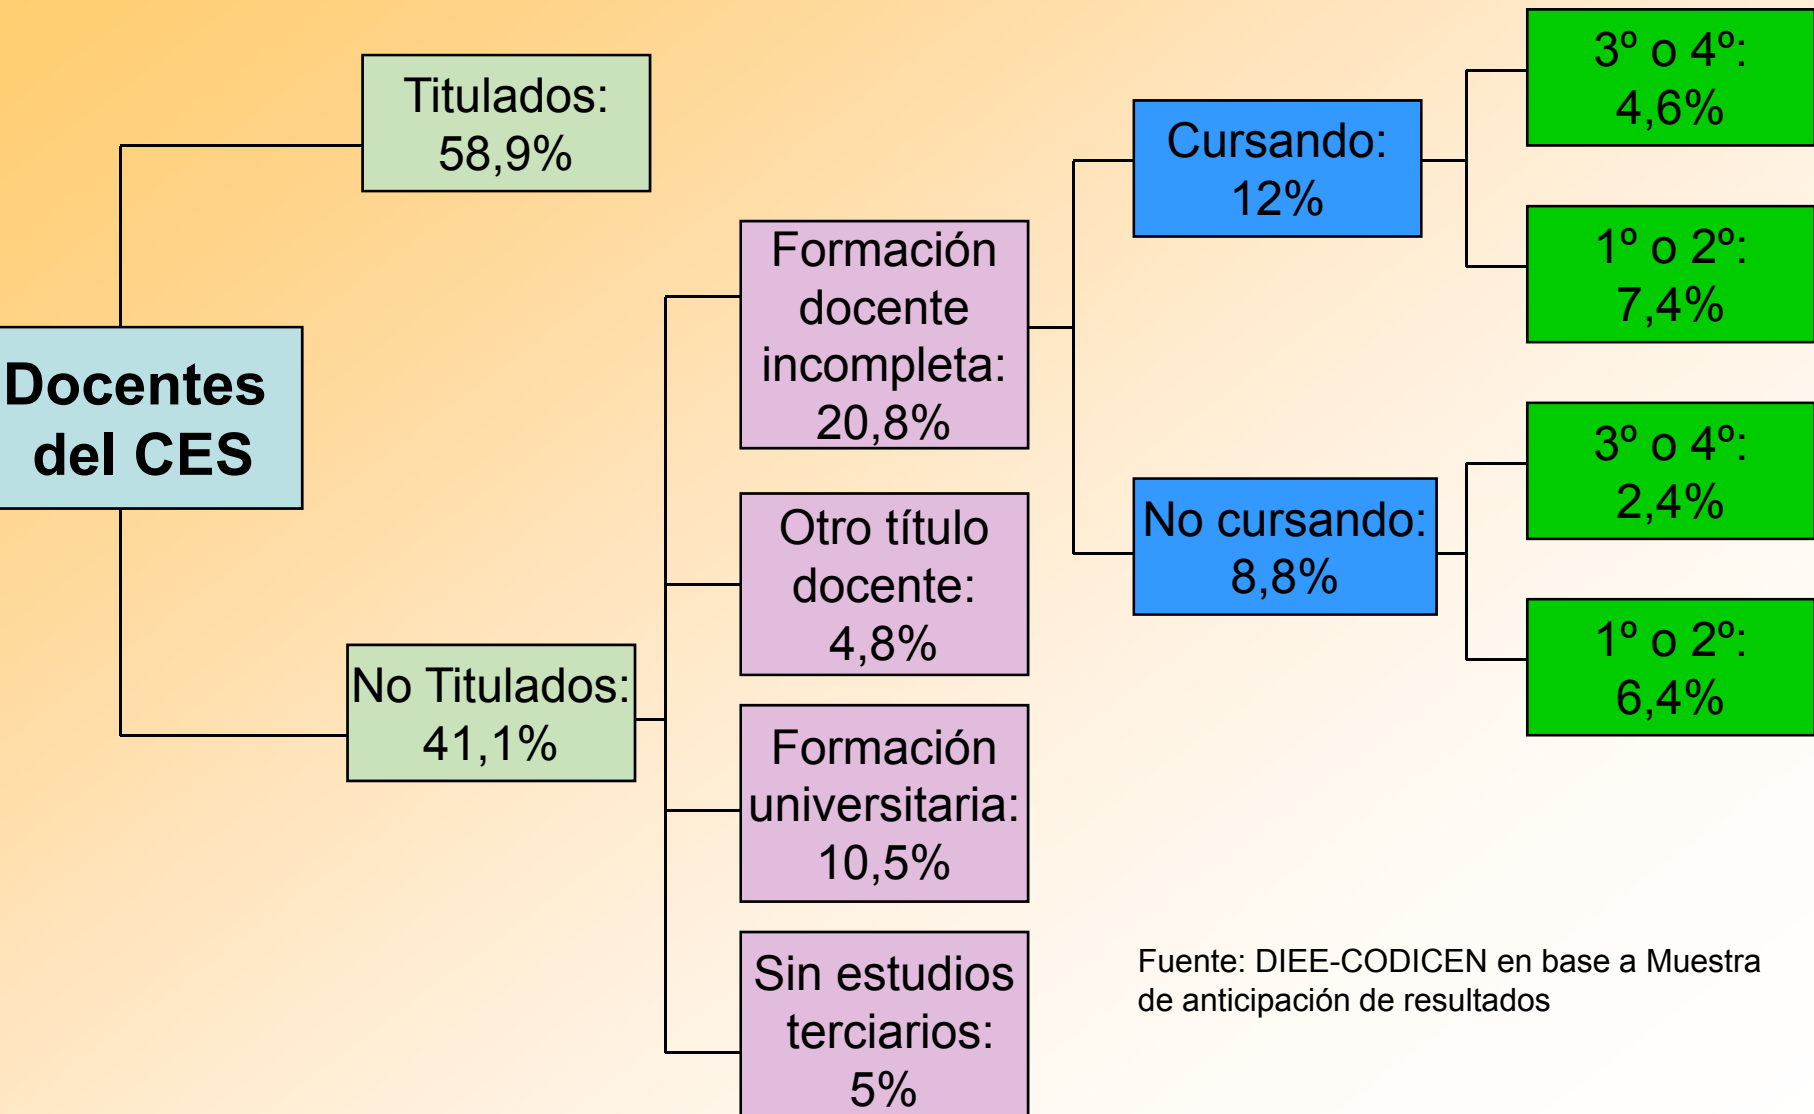 Docentes
del CES
Titulados:
58,9%
No Titulados:
41,1%
Formación
docente
incompleta:
20,8%
Otro título
docente:
4,8%
Formación
universitaria:
10,5%
Sin estudios
terciarios:
5%
Cursando:
12%
No cursando:
8,8%
3º o 4º:
4,6%
1º o 2º:
7,4%
3º o 4º:
2,4%
1º o 2º:
6,4%
Fuente: DIEE-CODICEN en base a Muestra
de anticipación de resultados